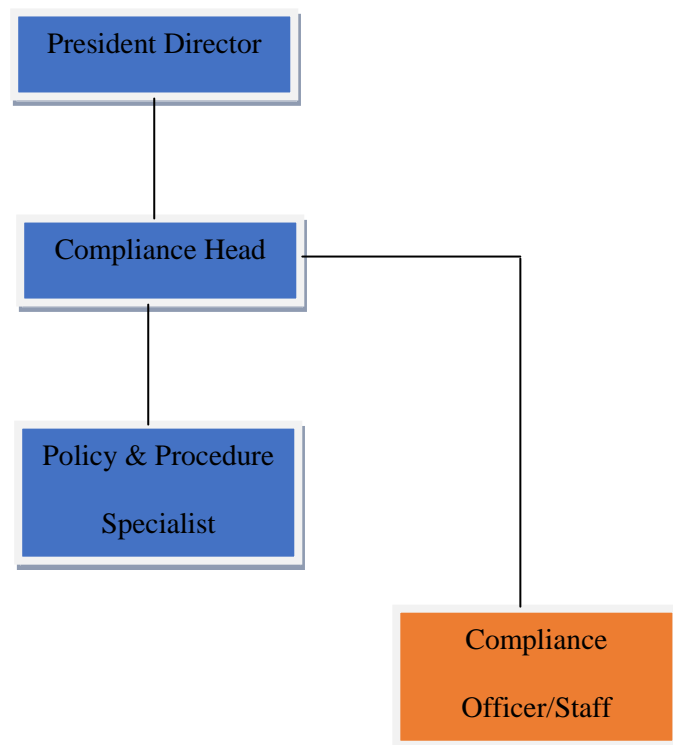 President Director
Compliance Head
Policy & Procedure
Specialist
Compliance
Officer/Staff